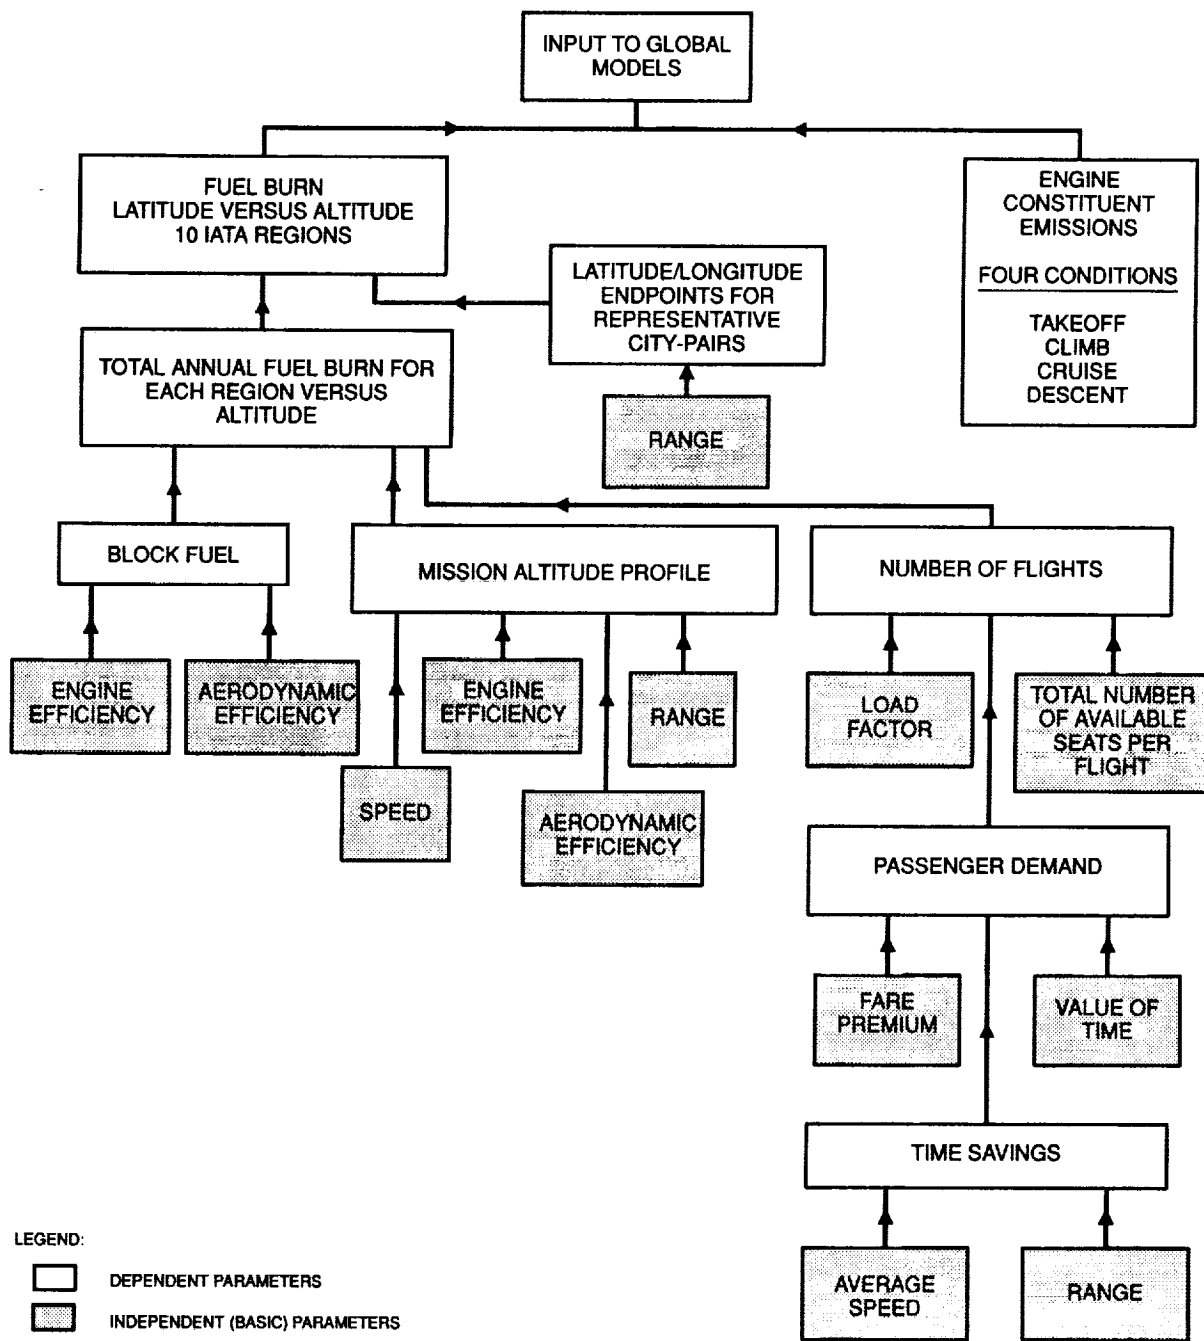 INPUT TO GLOBAL
MODELS
FUEL BURN
LATITUDE VERSUS ALTITUDE
10 IATA REGIONS
ENGINE
CONSTITUENT
EMISSIONS
FOUR CONDITIONS
TAKEOFF
CLIMB
CRUISE
DESCENT
LATITUDE/LONGITUDE
ENDPOINTS FOR
REPRESENTATIVE
CITY-PAIRS
TOTAL ANNUAL FUEL BURN FOR
EACH REGION VERSUS
ALTITUDE
RANGE
BLOCK FUEL
MISSION ALTITUDE PROFILE
NUMBER OF FLIGHTS
ENGINE
EFFICIENCY
AERODYNAMIC
EFFICIENCY
ENGINE
EFFICIENCY
RANGE
LOAD
FACTOR
TOTAL NUMBER
OF AVAILABLE
SEATS PER
FLIGHT
SPEED
AERODYNAMIC
EFFICIENCY
PASSENGER DEMAND
FARE
PREMIUM
VALUE OF
TIME
TIME SAVINGS
AVERAGE
SPEED
RANGE
LEGEND:
DEPENDENT PARAMETERS
INDEPENDENT (BASIC) PARAMETERS